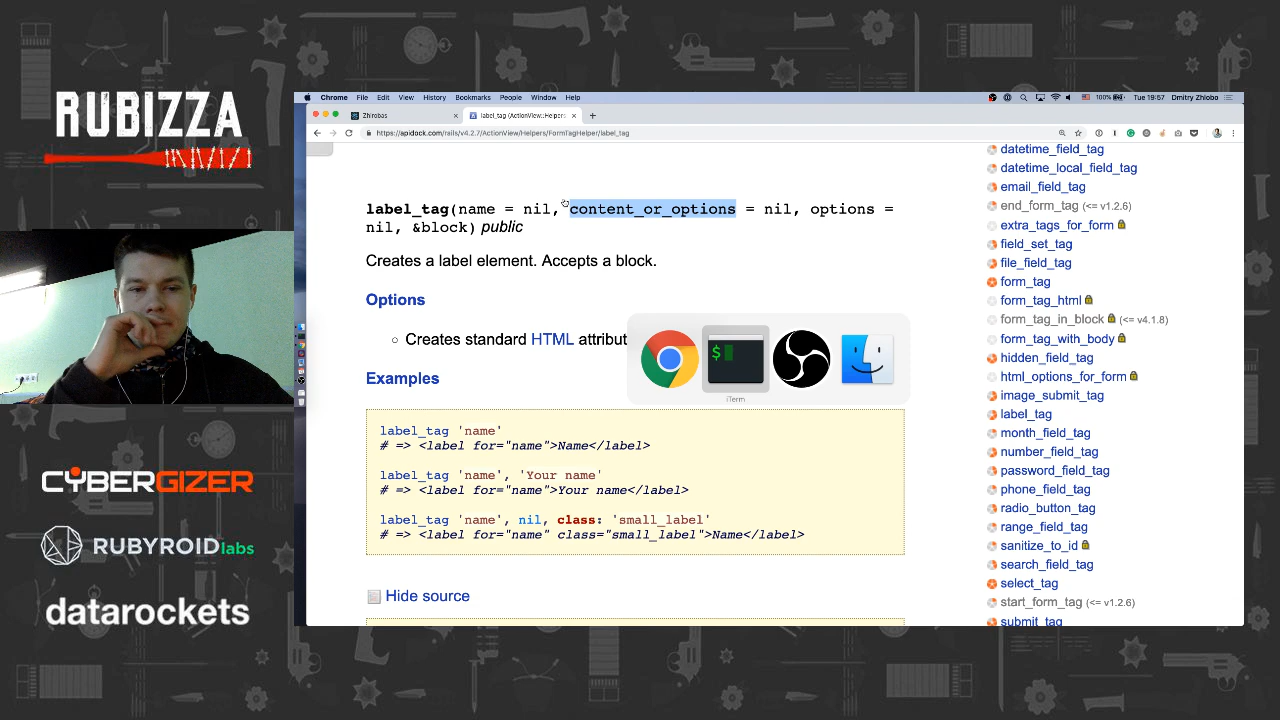 RUBIZZA
CYBERGIZER
RUBYROID labs
datarockets
Chrome File Edit View History Bookmarks People Window Help
100% Tue 19:57 Dmitry Zhlobo
Zhirobas
label_tag (ActionView::Helpers
https://apidock.com/rails/v4.2.7/ActionView/Helpers/FormTagHelper/label_tag
label_tag(name = nil, content_or_options = nil, options =
nil, &block) public
Creates a label element. Accepts a block.
Options
Creates standard HTML attribut
Examples
label_tag 'name'
# => <label for="name">Name</label>
label_tag 'name', 'Your name'
# => <label for="name">Your name</label>
label_tag 'name', nil, class: 'small_label'
# => <label for="name" class="small_label">Name</label>
Hide source
$
iTerm
datetime_field_tag
datetime_local_field_tag
email_field_tag
end_form_tag (<= v1.2.6)
extra_tags_for_form
field_set_tag
file_field_tag
form_tag
form_tag_html
form_tag_in_block (<= v4.1.8)
form_tag_with_body
hidden_field_tag
html_options_for_form
image_submit_tag
label_tag
month_field_tag
number_field_tag
password_field_tag
phone_field_tag
radio_button_tag
range_field_tag
sanitize_to_id
search_field_tag
select_tag
start_form_tag (<= v1.2.6)
submit_tag